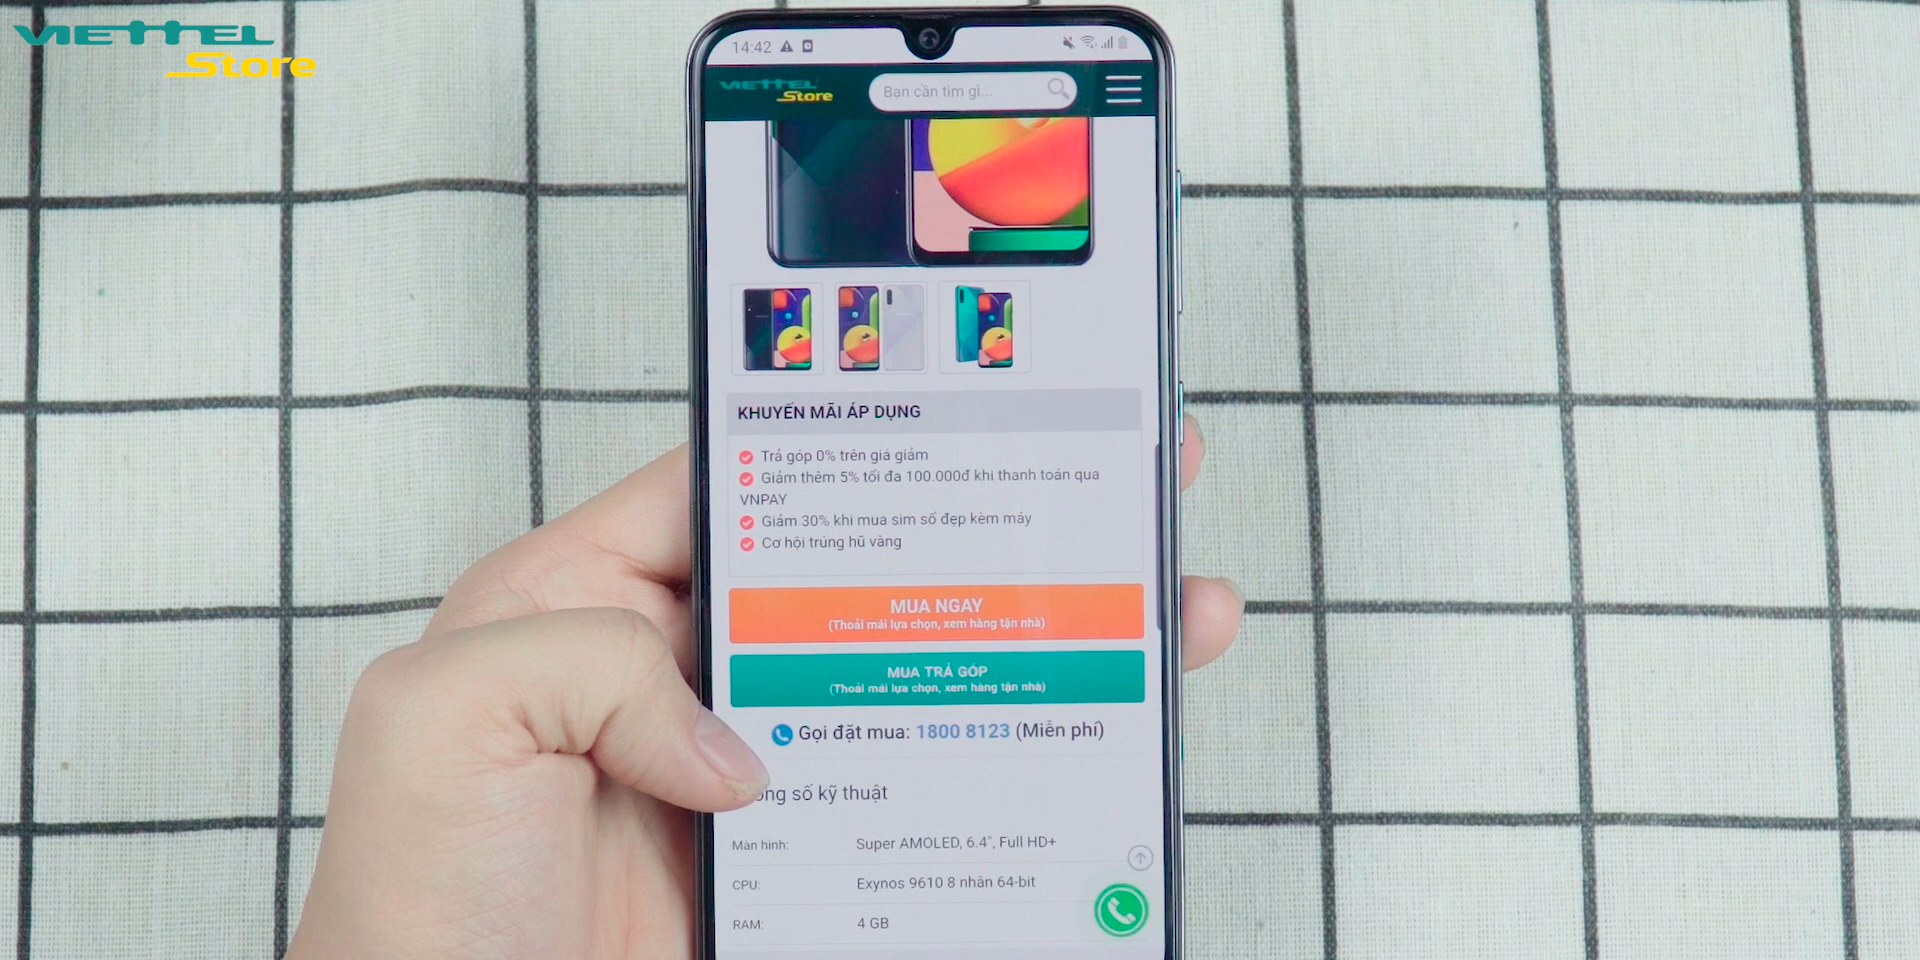 VIETTEL
Store
14:42
VIETTEL
Store
Bạn cần tìm gì...
KHUYẾN MÃI ÁP DỤNG
Trả góp 0% trên giá giảm
Giảm thêm 5% tối đa 100.000đ khi thanh toán qua
VNPAY
Giảm 30% khi mua sim số đẹp kèm máy
Cơ hội trúng hũ vàng
MUA NGAY
(Thoải mái lựa chọn, xem hàng tận nhà)
MUA TRẢ GÓP
(Thoải mái lựa chọn, xem hàng tận nhà)
Gọi đặt mua: 1800 8123 (Miễn phí)
ông số kỹ thuật
Màn hình: Super AMOLED, 6.4", Full HD+
CPU: Exynos 9610 8 nhân 64-bit
RAM: 4 GB